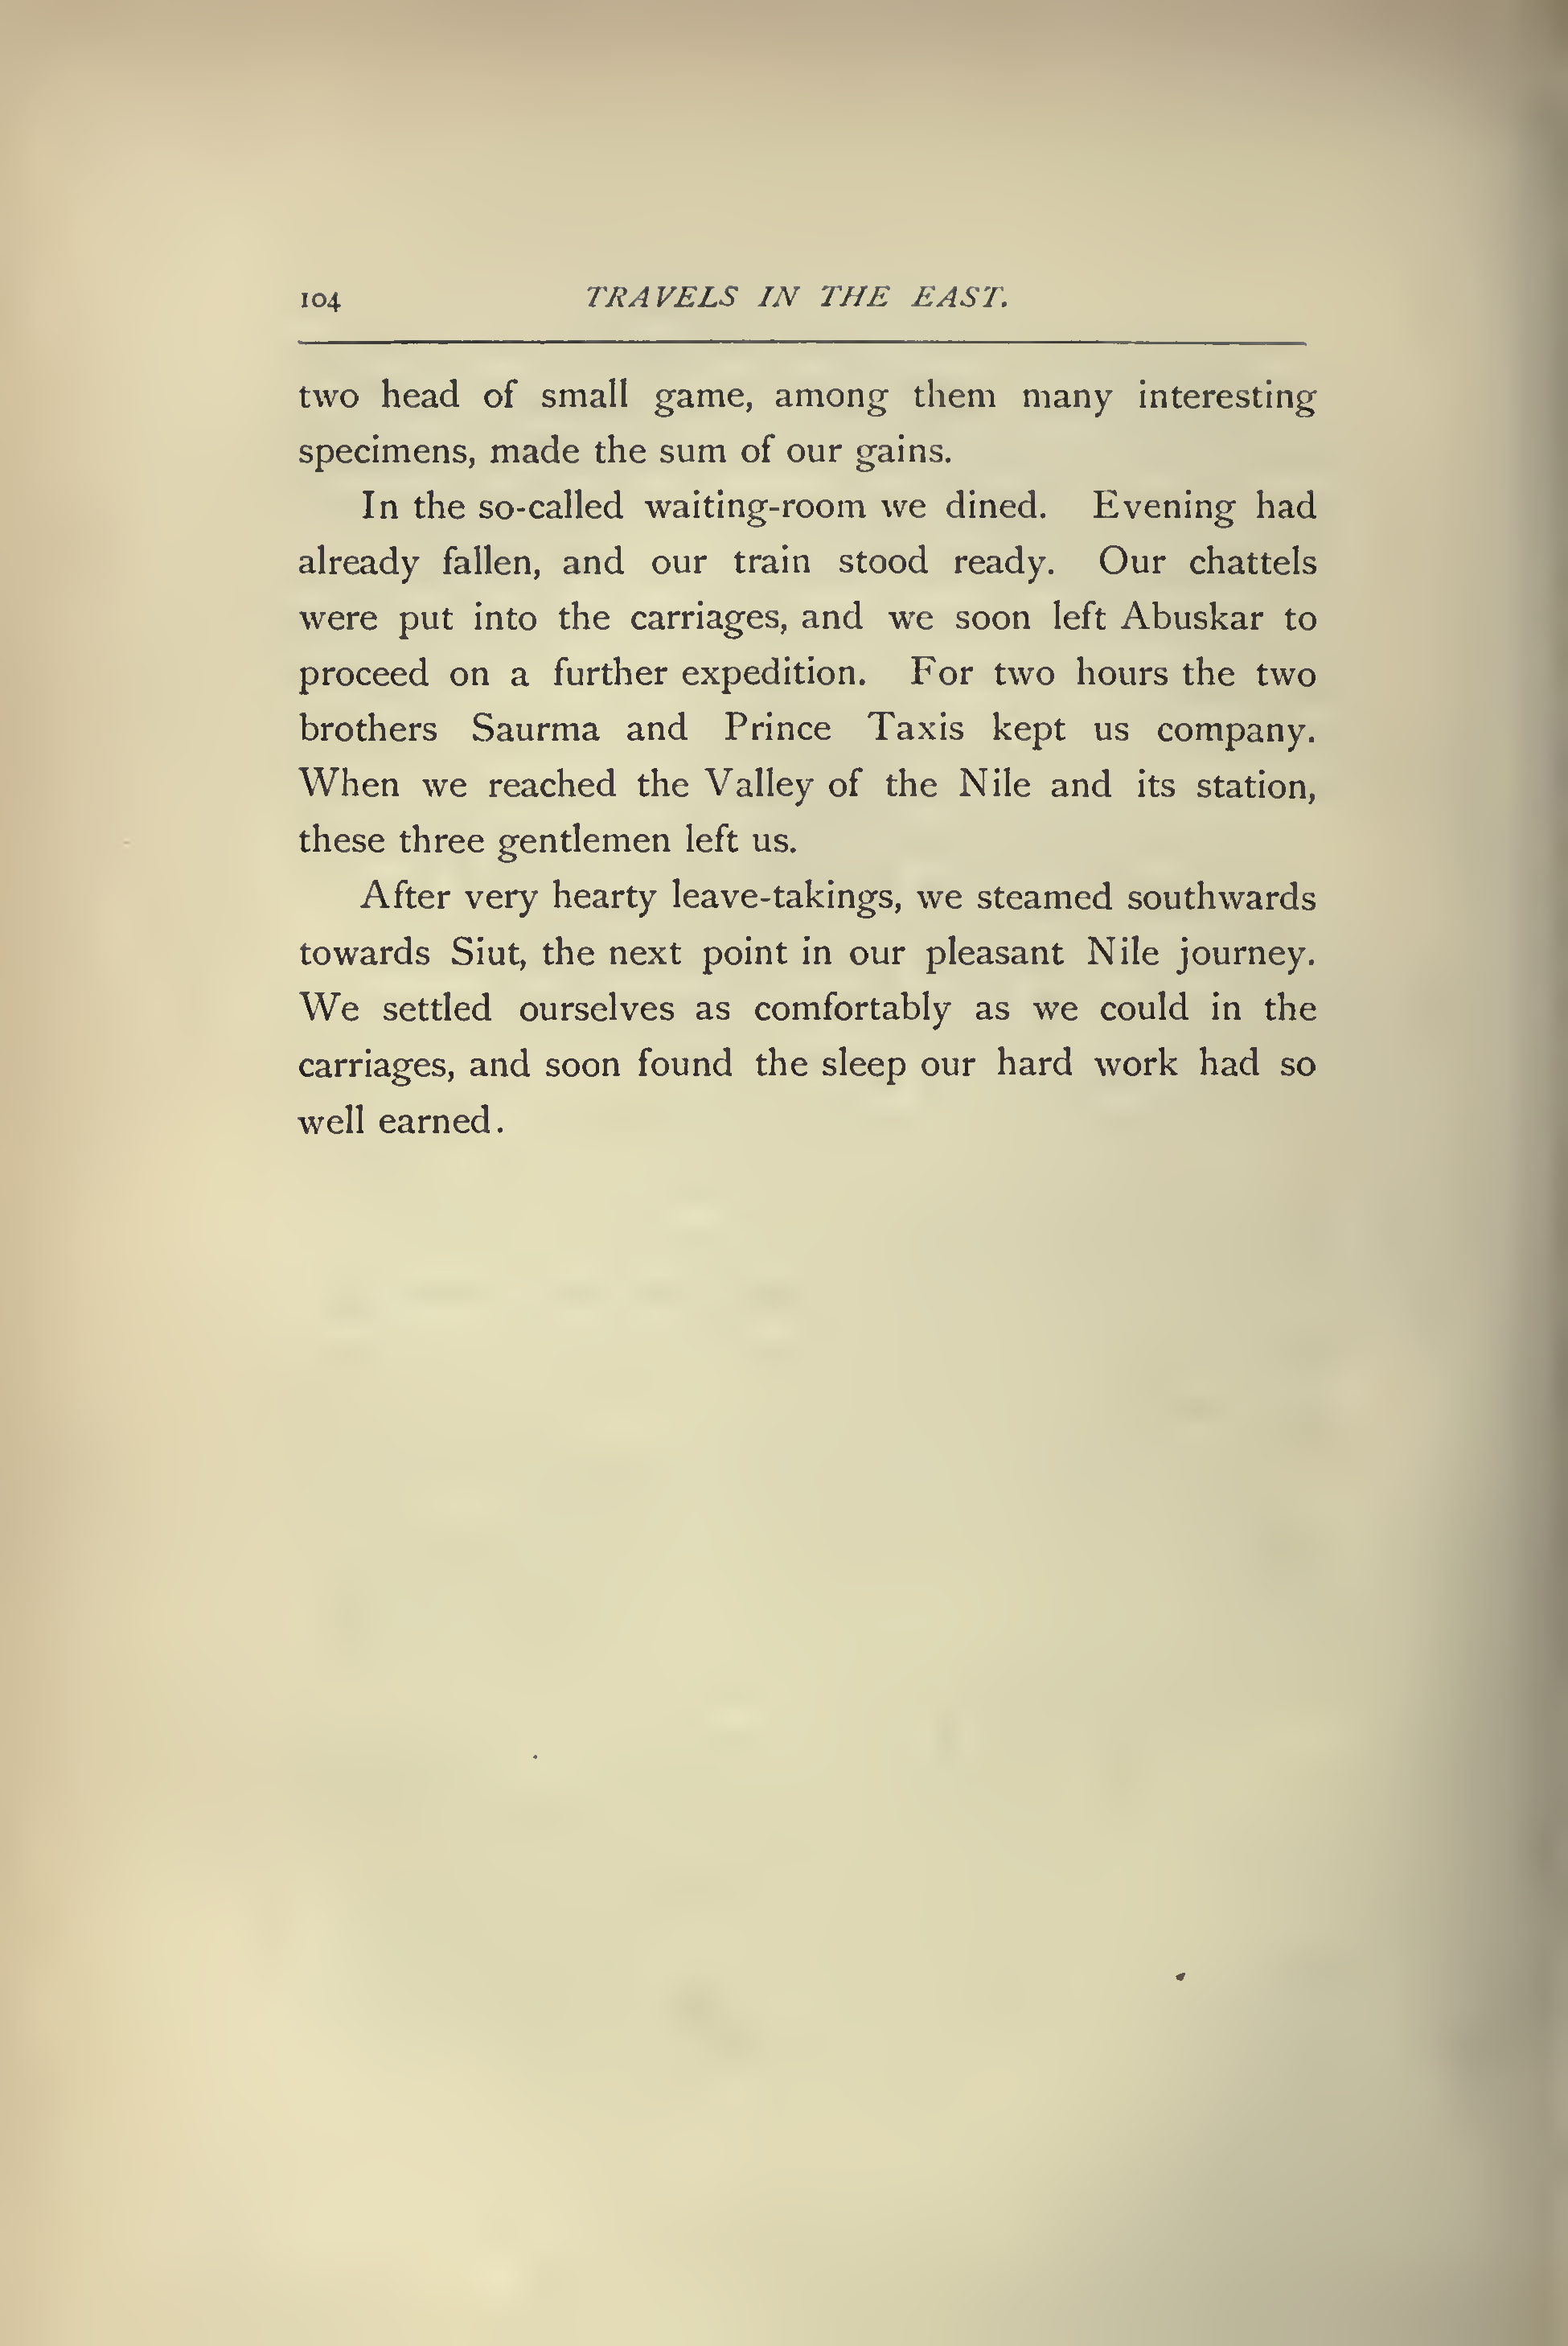 104 TRAVELS IN THE EAST.
two head of small game, among them many interesting
specimens, made the sum of our gains.
In the so-called waiting-room we dined. Evening had
already fallen, and our train stood ready. Our chattels
were put into the carriages, and we soon left Abuskar to
proceed on a further expedition. For two hours the two
brothers Saurma and Prince Taxis kept us company.
When we reached the Valley of the Nile and its station,
these three gentlemen left us.
After very hearty leave-takings, we steamed southwards
towards Siut, the next point in our pleasant Nile journey.
We settled ourselves as comfortably as we could in the
carriages, and soon found the sleep our hard work had so
well earned.